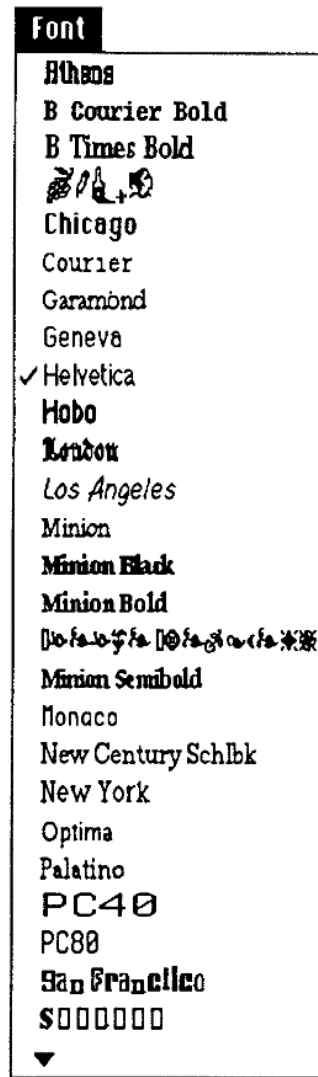 Font
Athens
B Courier Bold
B Times Bold
Chicago
Courier
Garamond
Geneva
✓ Helvetica
Hobo
London
Los Angeles
Minion
Minion Black
Minion Bold
Minion Semibold
Monaco
New Century Schlbk
New York
Optima
Palatino
PC40
PC80
San Francisco
S▯▯▯▯▯▯